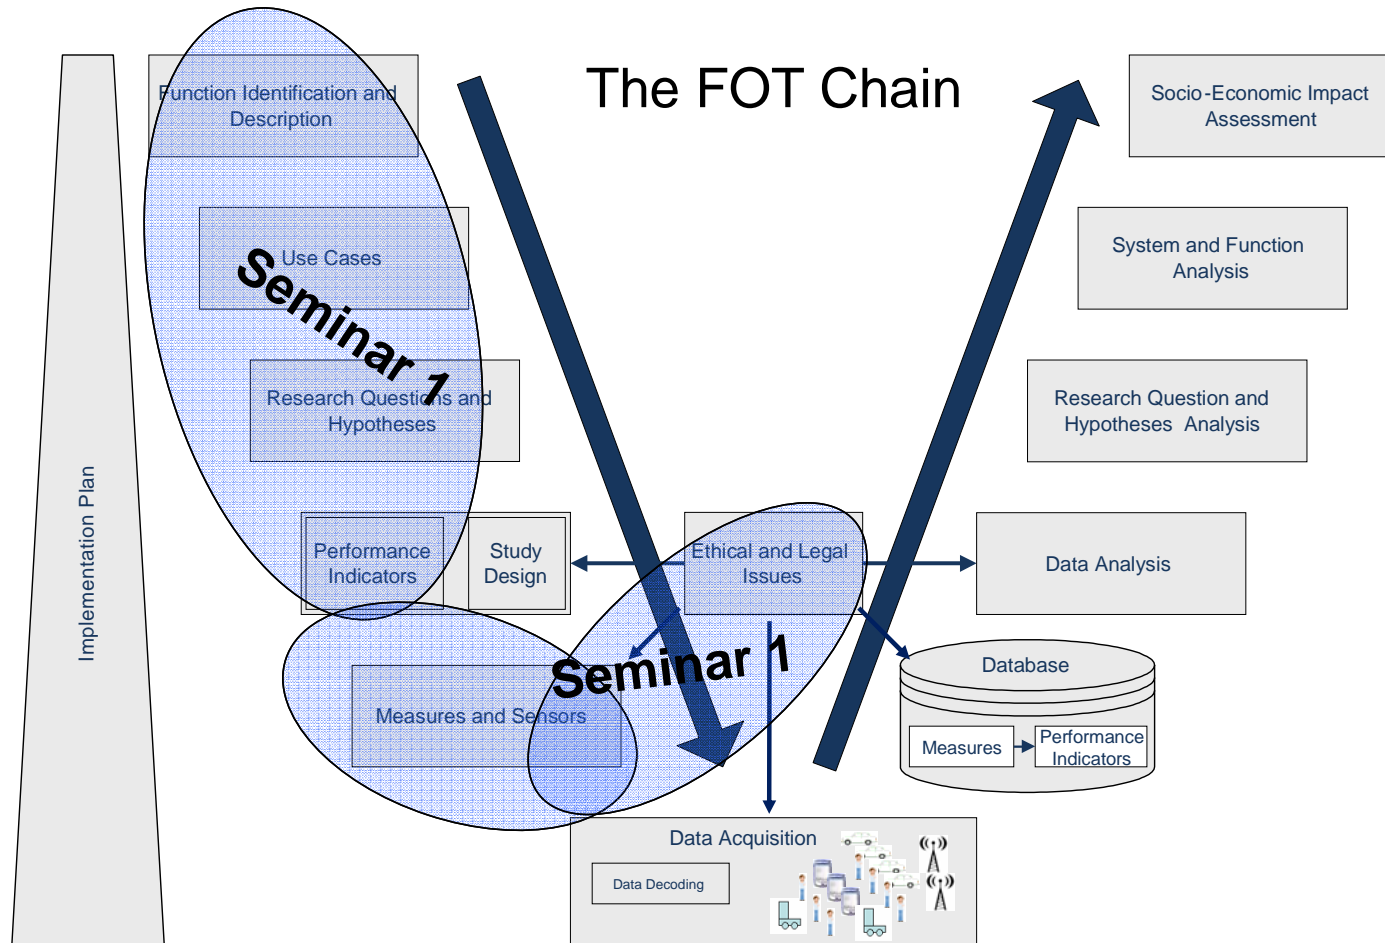 The FOT Chain
Function Identification and
Description
Socio-Economic Impact
Assessment
Use Cases
System and Function
Analysis
Seminar 1
Research Questions and
Hypotheses
Research Question and
Hypotheses Analysis
Implementation Plan
Performance
Indicators
Study
Design
Ethical and Legal
Issues
Data Analysis
Seminar 1
Measures and Sensors
Database
Measures
Performance
Indicators
Data Acquisition
Data Decoding